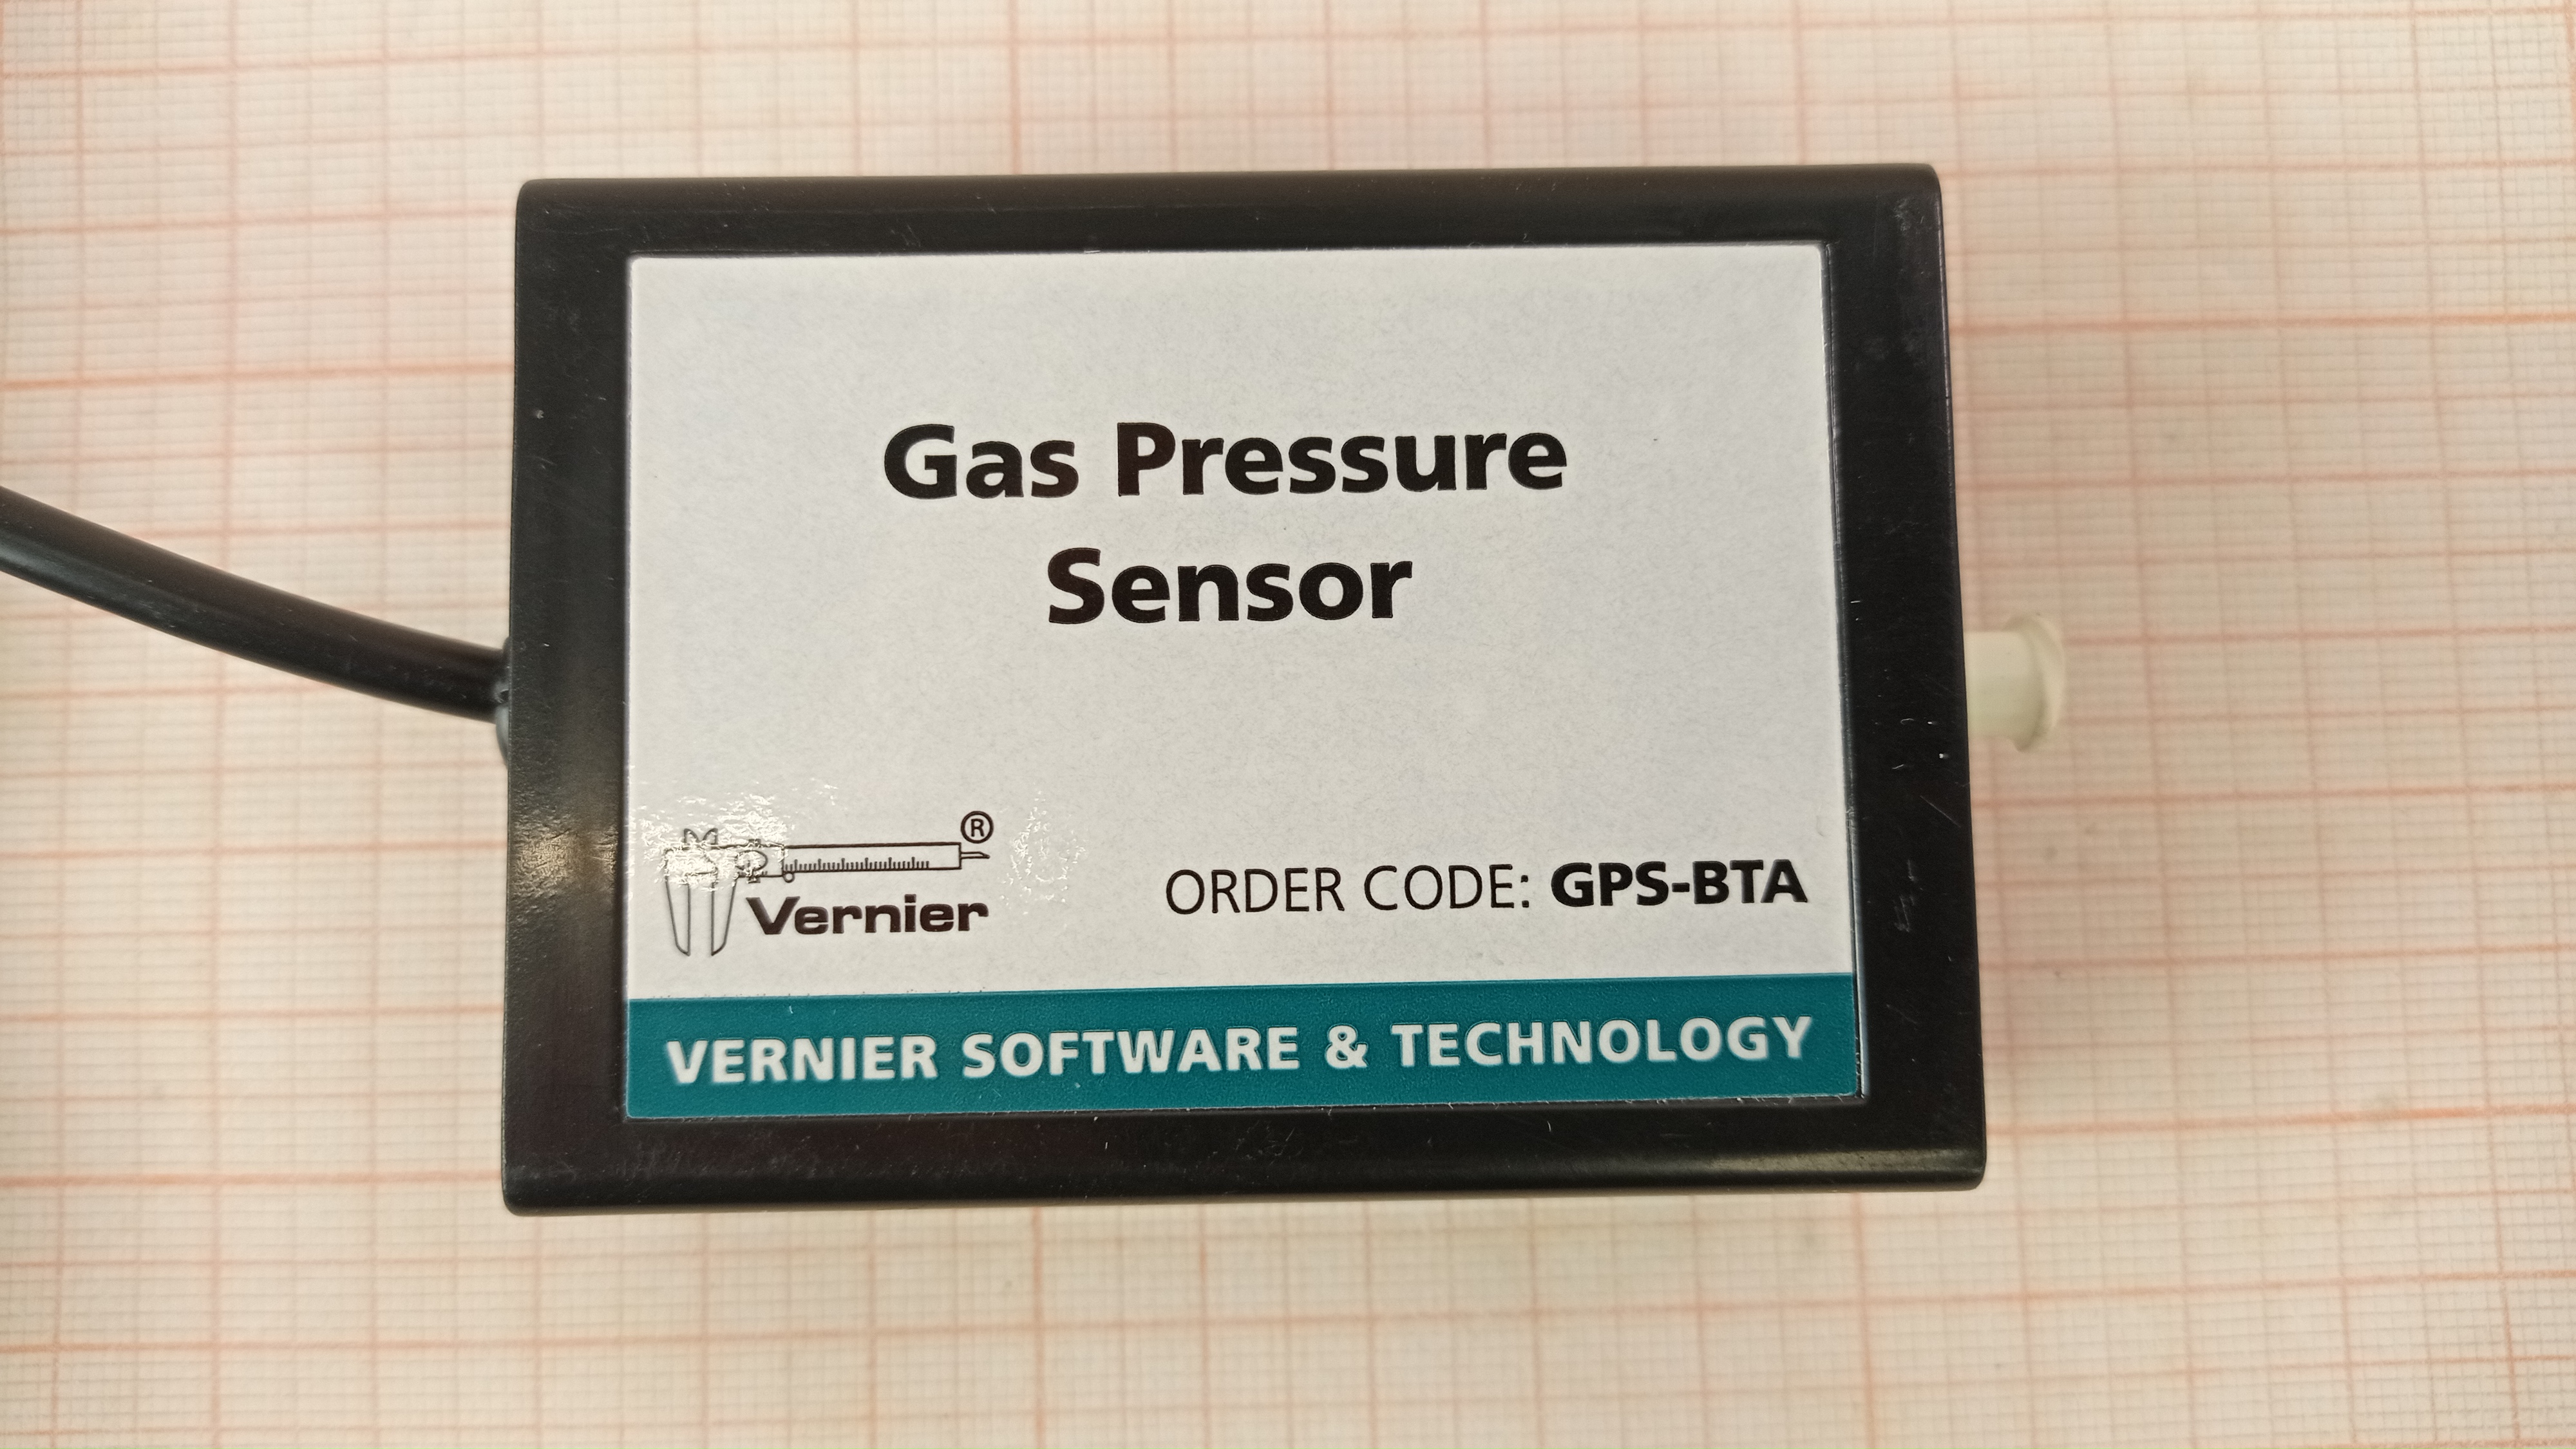 Gas Pressure
Sensor
®
Vernier
ORDER CODE: GPS-BTA
VERNIER SOFTWARE & TECHNOLOGY